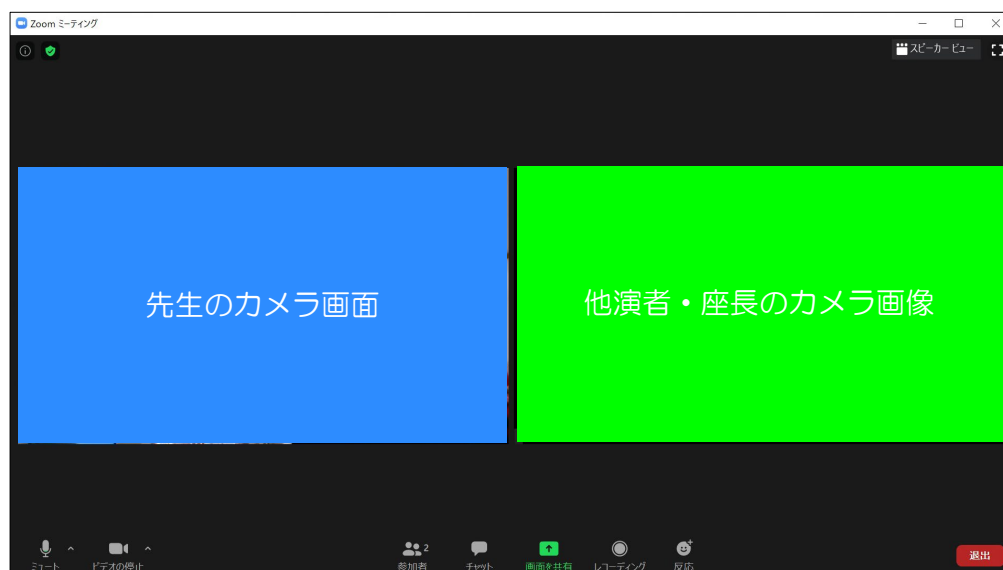 Zoom ミーティング
スピーカー ビュー
先生のカメラ画面
他演者・座長のカメラ画像
2
ミュート
ビデオの停止
参加者
チャット
画面を共有
レコーディング
反応
退出